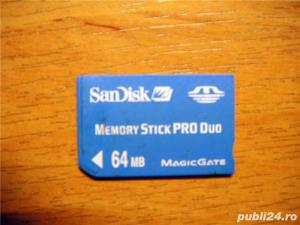 SanDisk
MEMORY STICK PRO DUO
64 MB
MAGICGATE
publi24.ro